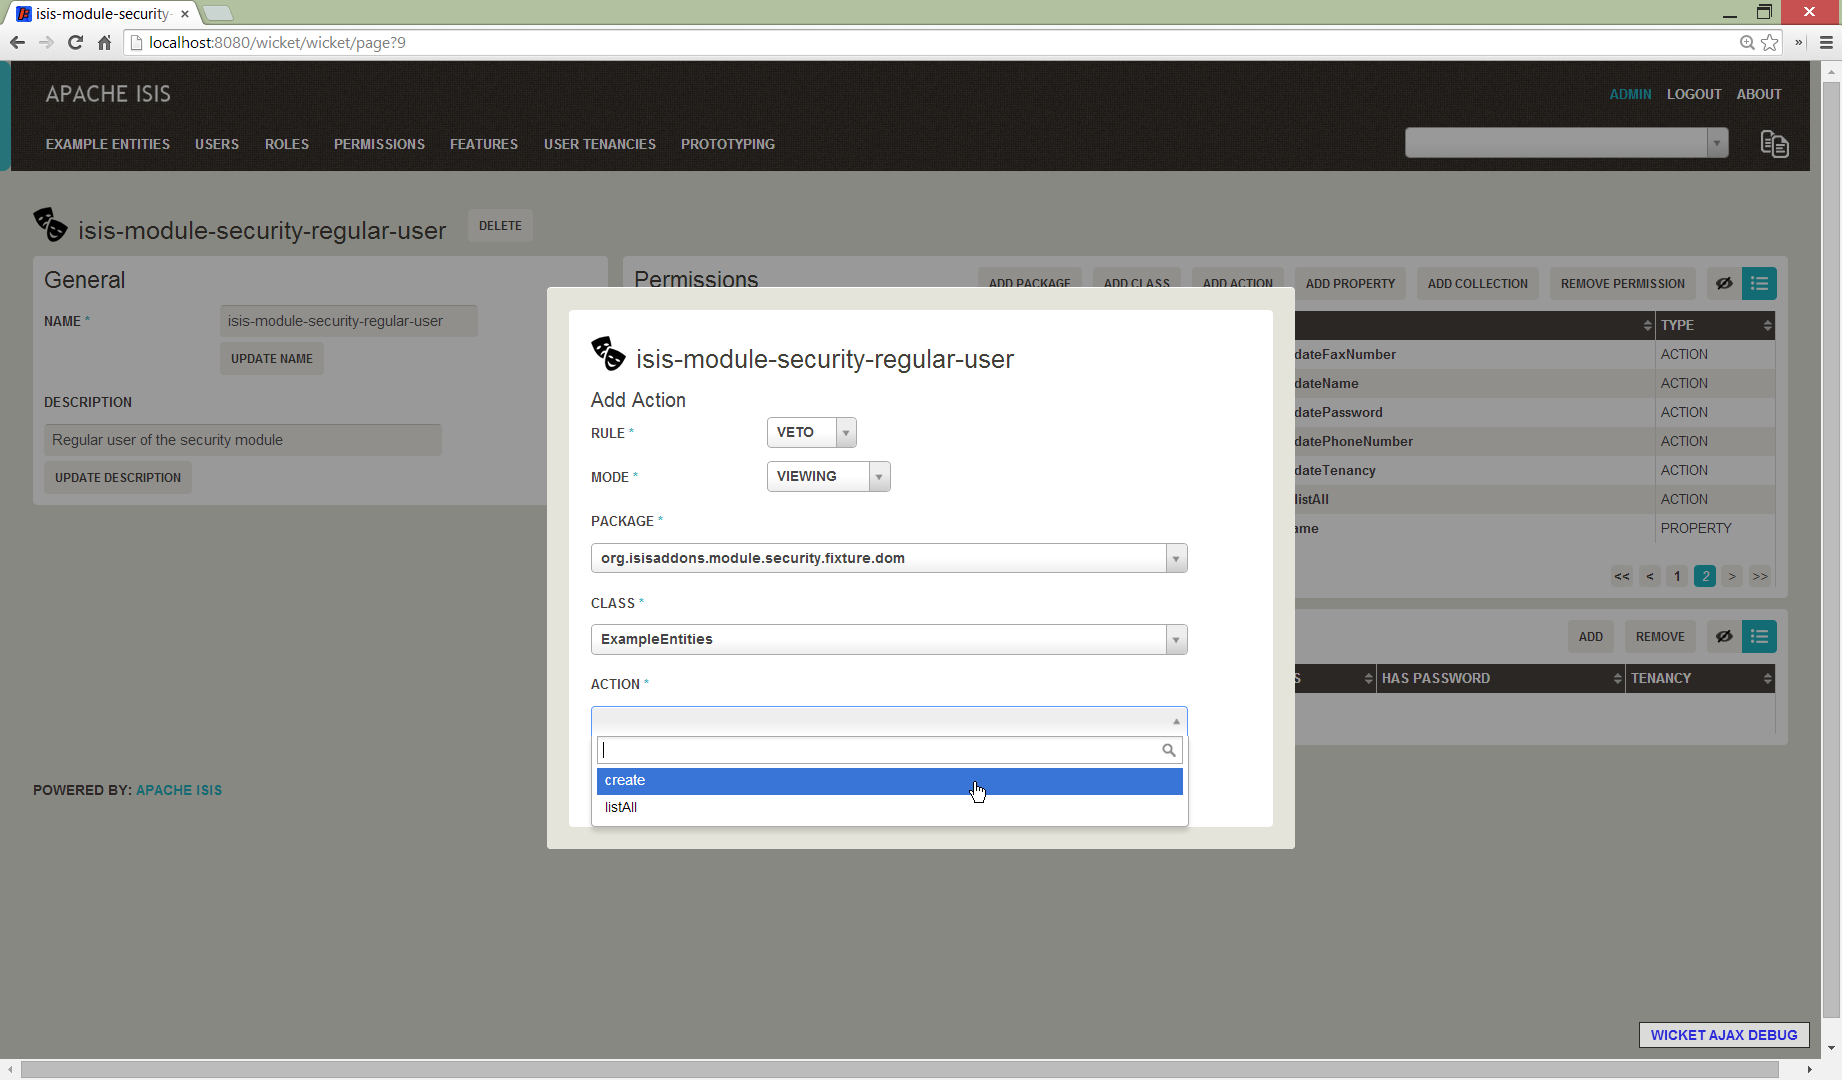 isis-module-security-
localhost:8080/wicket/wicket/page?9
APACHE ISIS
ADMIN LOGOUT ABOUT
EXAMPLE ENTITIES USERS ROLES PERMISSIONS FEATURES USER TENANCIES PROTOTYPING
isis-module-security-regular-user DELETE
General
NAME *
isis-module-security-regular-user
UPDATE NAME
DESCRIPTION
Regular user of the security module
UPDATE DESCRIPTION
Permissions
ADD PACKAGE ADD CLASS ADD ACTION ADD PROPERTY ADD COLLECTION REMOVE PERMISSION
TYPE
dateFaxNumber ACTION
dateName ACTION
datePassword ACTION
datePhoneNumber ACTION
dateTenancy ACTION
listAll ACTION
ame PROPERTY
<< < 1 2 > >>
ADD REMOVE
S HAS PASSWORD TENANCY
isis-module-security-regular-user
Add Action
RULE * VETO
MODE * VIEWING
PACKAGE *
org.isisaddons.module.security.fixture.dom
CLASS *
ExampleEntities
ACTION *
create
listAll
POWERED BY: APACHE ISIS
WICKET AJAX DEBUG